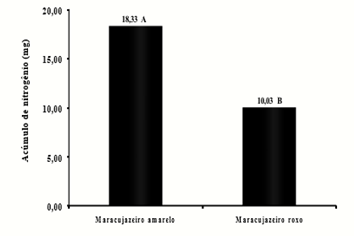 20,00
18,33 A
15,00
10,03 B
10,00
5,00
0,00
Acúmulo de nitrogênio (mg)
Maracujazeiro amarelo
Maracujazeiro roxo